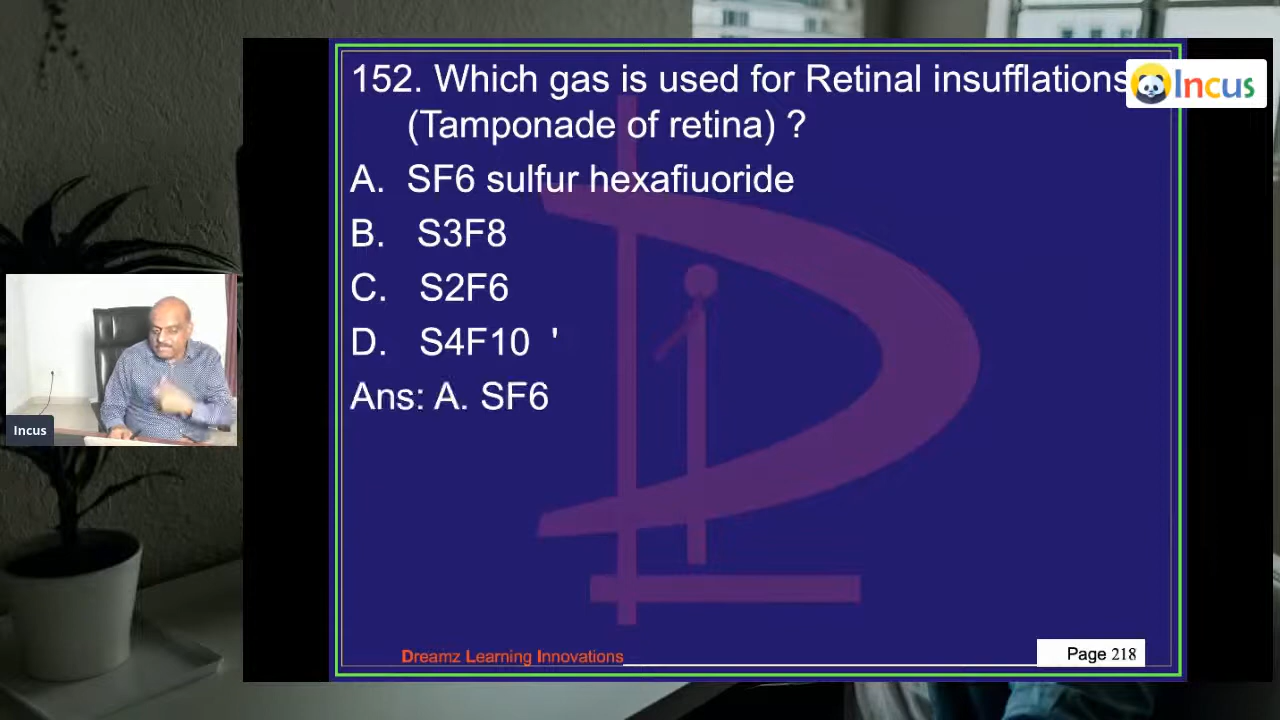 152. Which gas is used for Retinal insufflations
Incus
(Tamponade of retina) ?
A. SF6 sulfur hexafiuoride
B. S3F8
C. S2F6
D. S4F10 '
Ans: A. SF6
Incus
Dreamz Learning Innovations
Page 218